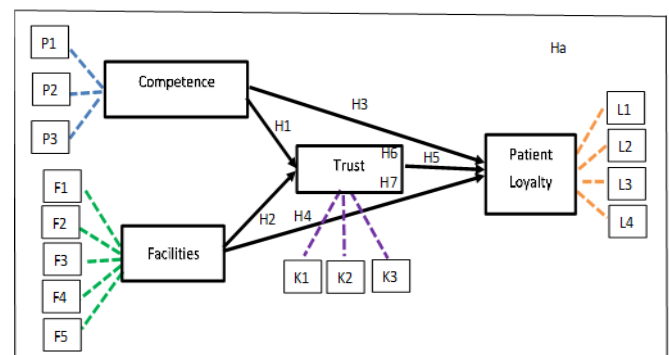 P1
P2
P3
Competence
Ha
H3
H1
L1
L2
L3
L4
Patient
Loyalty
Trust
H6
H5
H7
F1
F2
F3
F4
F5
Facilities
H2
H4
K1
K2
K3